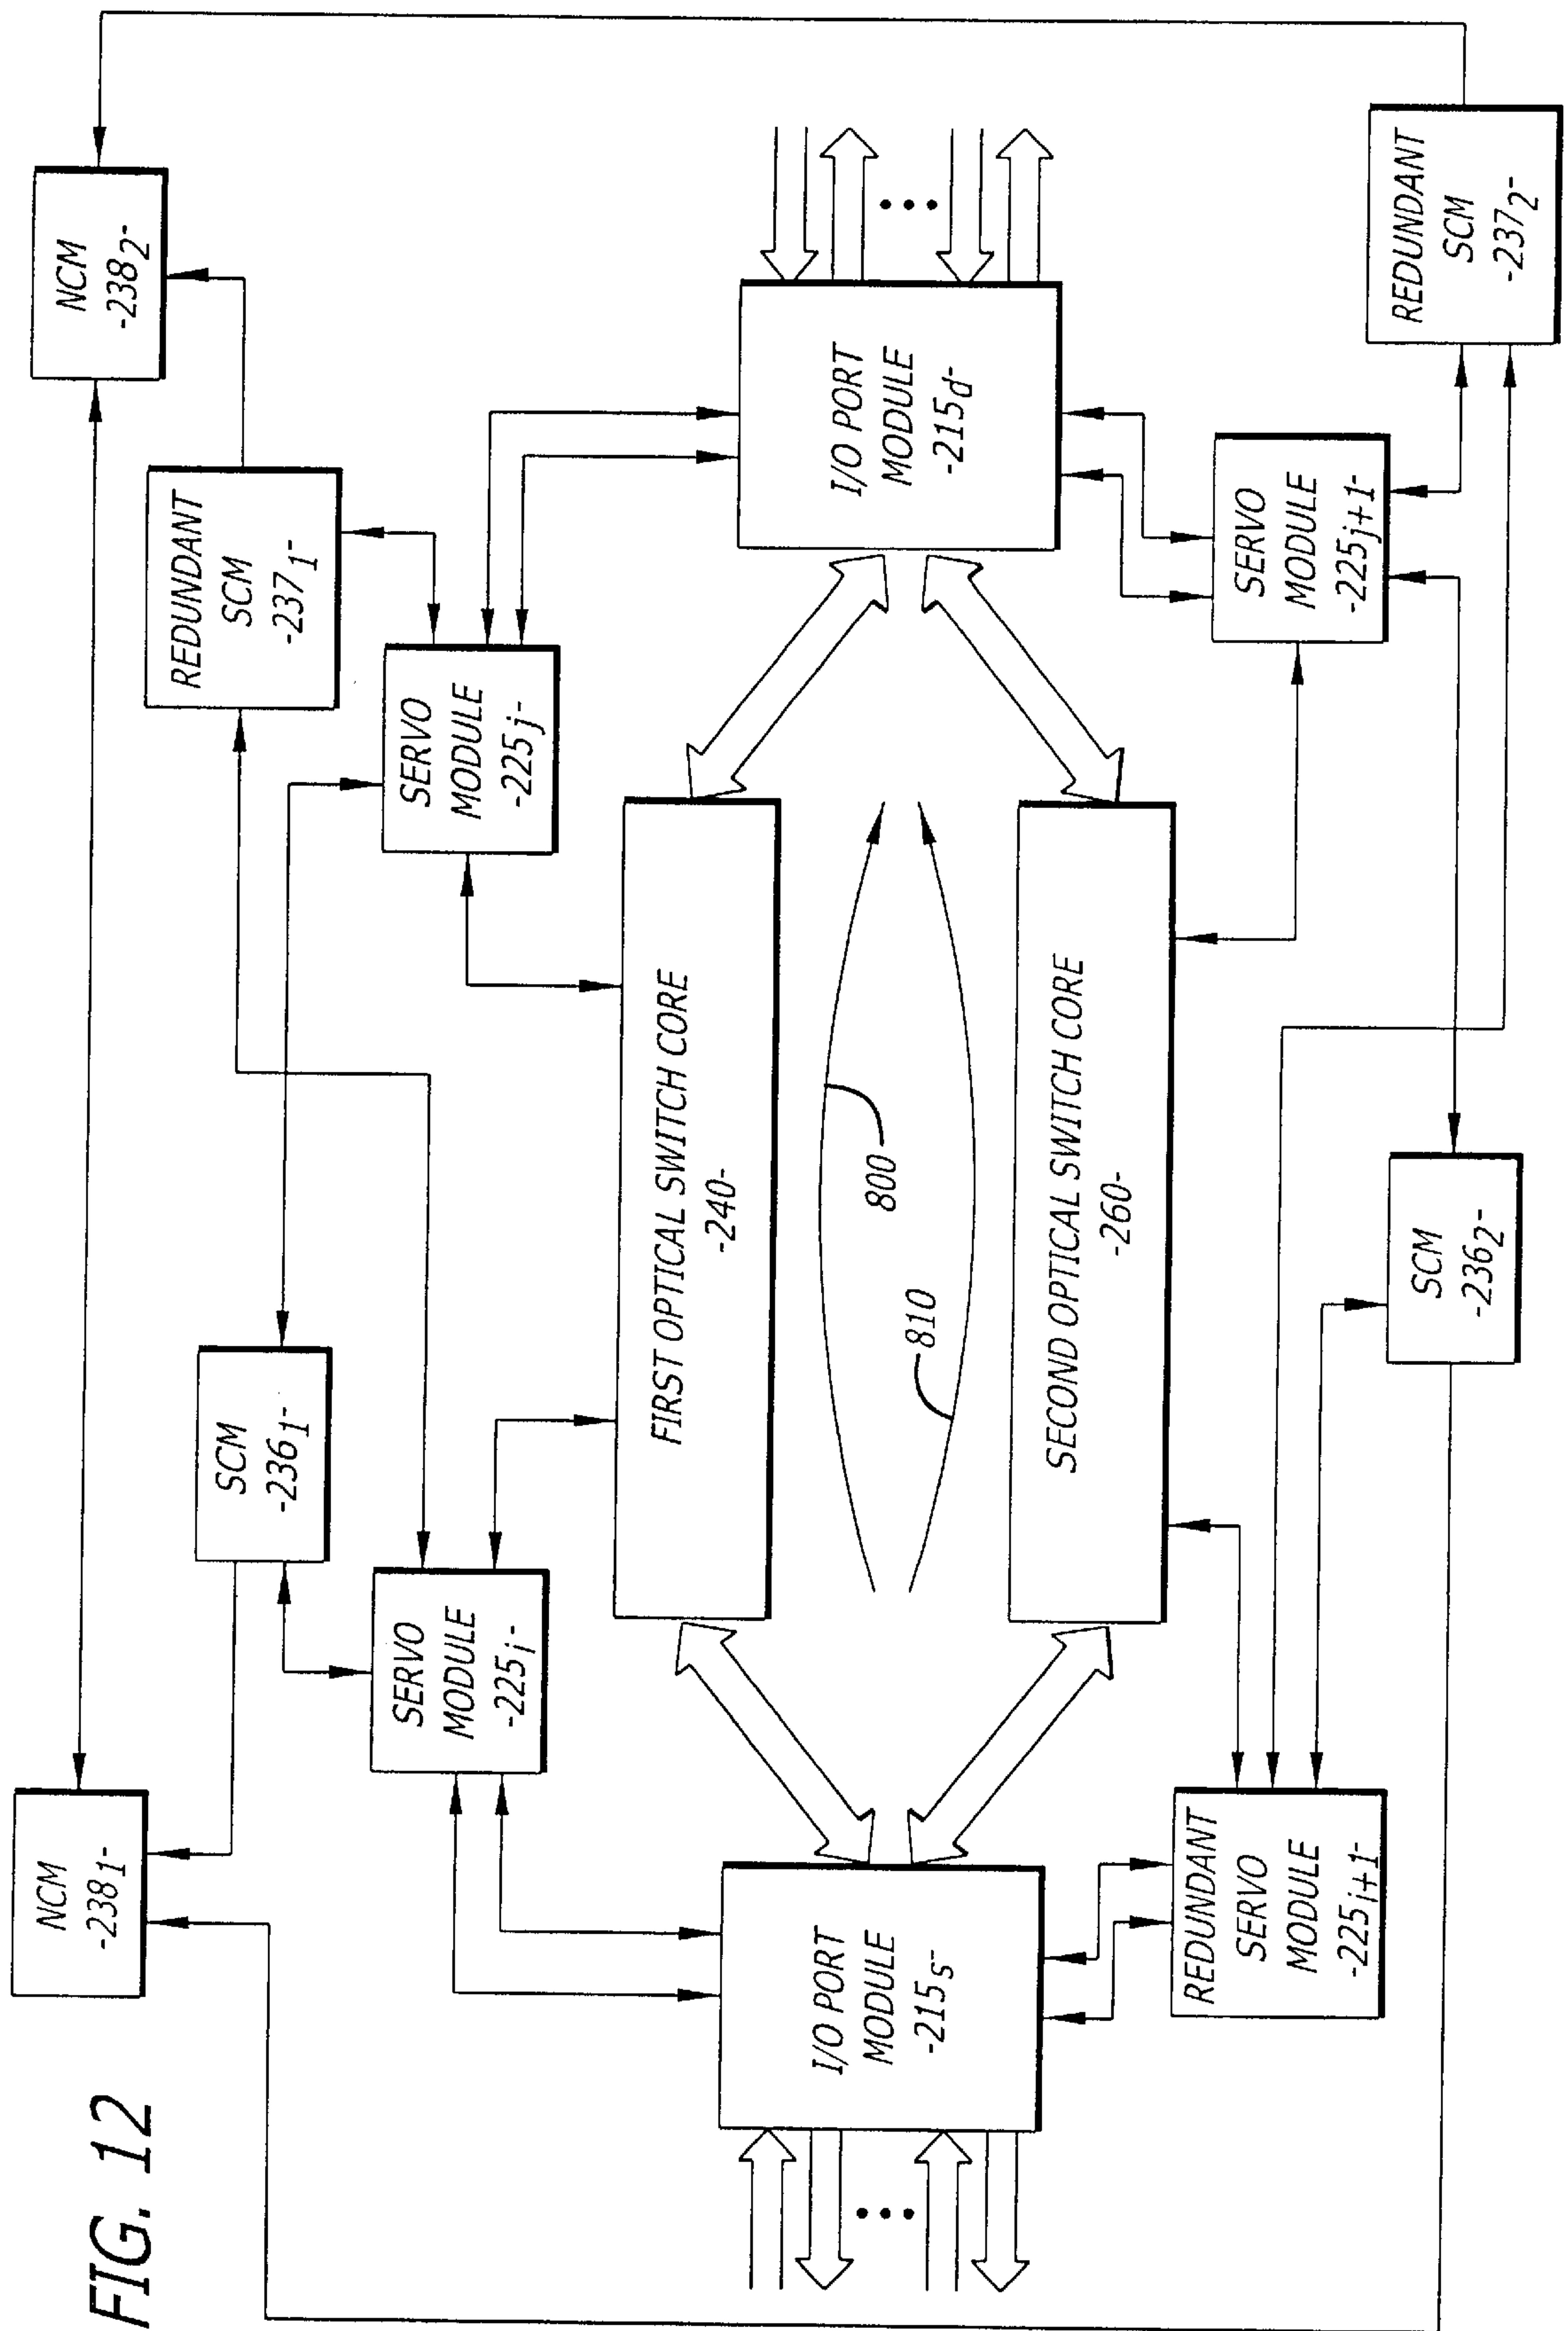 FIG. 12
NCM
-238₁-
NCM
-238₂-
SCM
-236₁-
REDUNDANT
SCM
-237₁-
SERVO
MODULE
-225ᵢ-
SERVO
MODULE
-225ⱼ-
FIRST OPTICAL SWITCH CORE
-240-
I/O PORT
MODULE
-215ₛ-
800
810
I/O PORT
MODULE
-215d-
SECOND OPTICAL SWITCH CORE
-260-
REDUNDANT
SERVO
MODULE
-225i+1-
SERVO
MODULE
-225j+1-
SCM
-236₂-
REDUNDANT
SCM
-237₂-